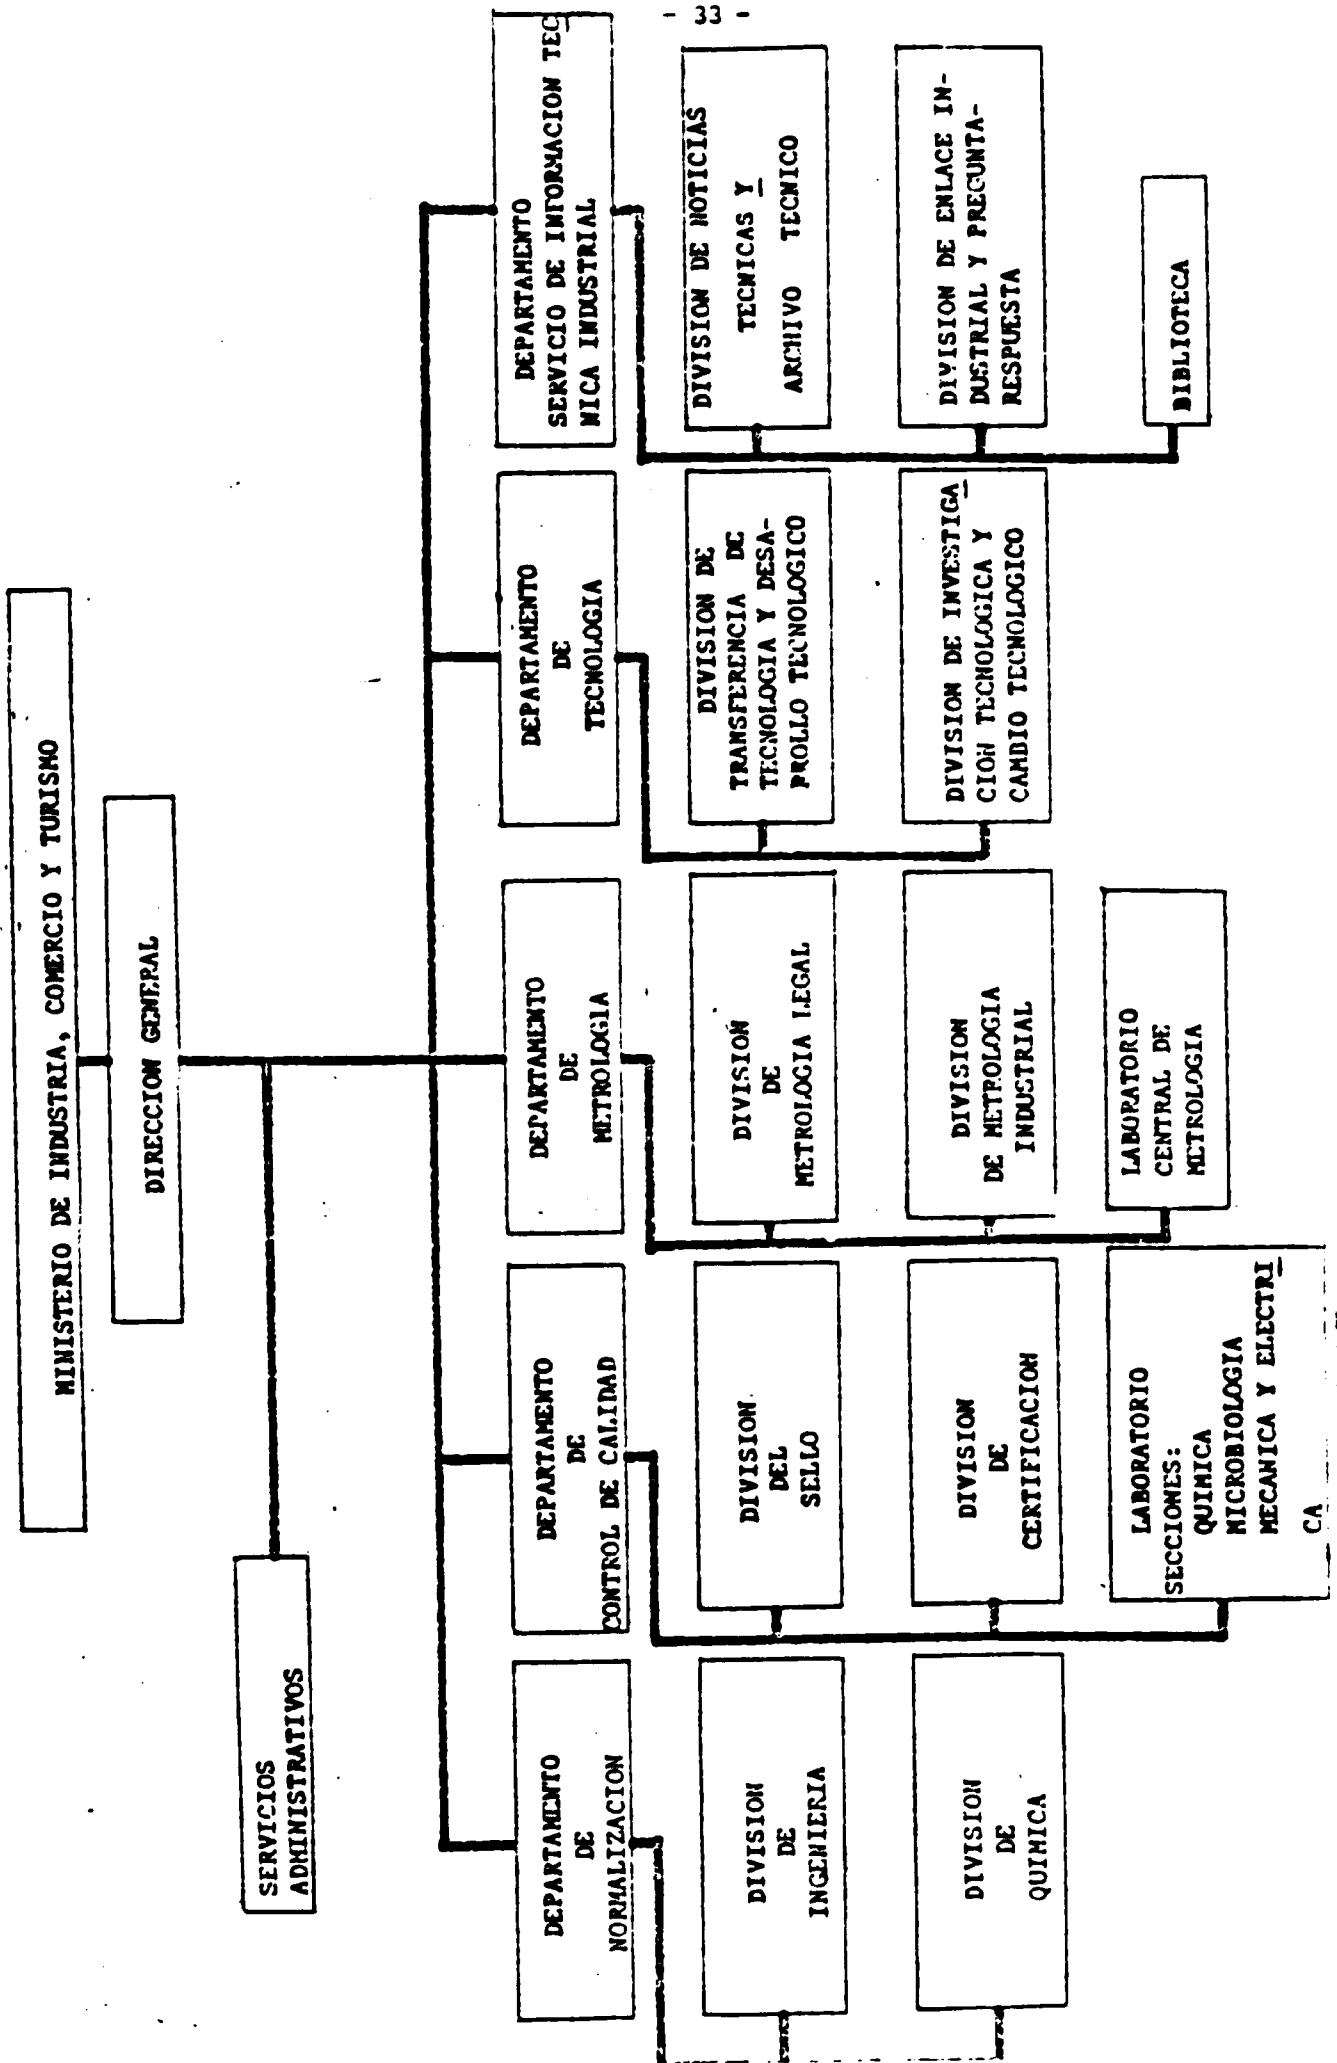 - 33 -
MINISTERIO DE INDUSTRIA, COMERCIO Y TURISMO
DIRECCION GENERAL
SERVICIOS
ADMINISTRATIVOS
DEPARTAMENTO
DE
NORMALIZACION
DIVISION
DE
INGENIERIA
DIVISION
DE
QUIMICA
DEPARTAMENTO
DE
CONTROL DE CALIDAD
DIVISION
DEL
SELLO
DIVISION
DE
CERTIFICACION
LABORATORIO
SECCIONES:
QUIMICA
MICROBIOLOGIA
MECANICA Y ELECTRI
CA
DEPARTAMENTO
DE
METROLOGIA
DIVISION
DE
METROLOGIA LEGAL
DIVISION
DE METPOLOGIA
INDUSTRIAL
LABORATORIO
CENTRAL DE
METROLOGIA
DEPARTAMENTO
DE
TECNOLOGIA
DIVISION DE
TRANSFERENCIA DE
TECNOLOGIA Y DESA-
PROLLO TECNOLOGICO
DIVISION DE INVESTIGA
CION TECNOLOGICA Y
CAMBIO TECNOLOGICO
DEPARTAMENTO
SERVICIO DE INFORMACION TEC
NICA INDUSTRIAL
DIVISION DE NOTICIAS
TECNICAS Y
ARCHIVO TECNICO
DIVISION DE ENLACE IN-
DUSTRIAL Y PREGUNTA-
RESPUESTA
BIBLIOTECA